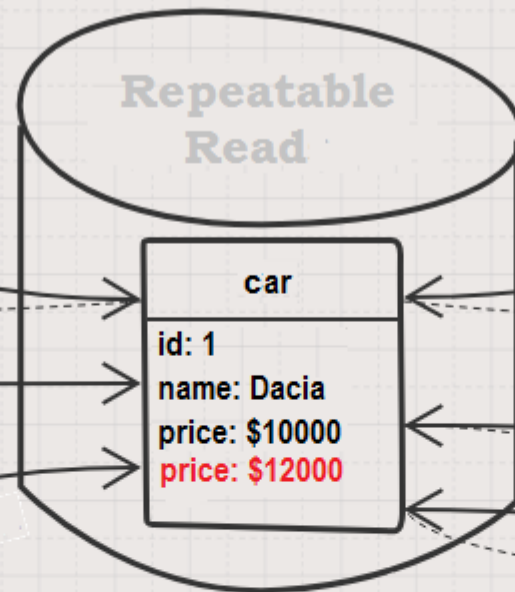 Repeatable
Read
car
id: 1
name: Dacia
price: $10000
price: $12000